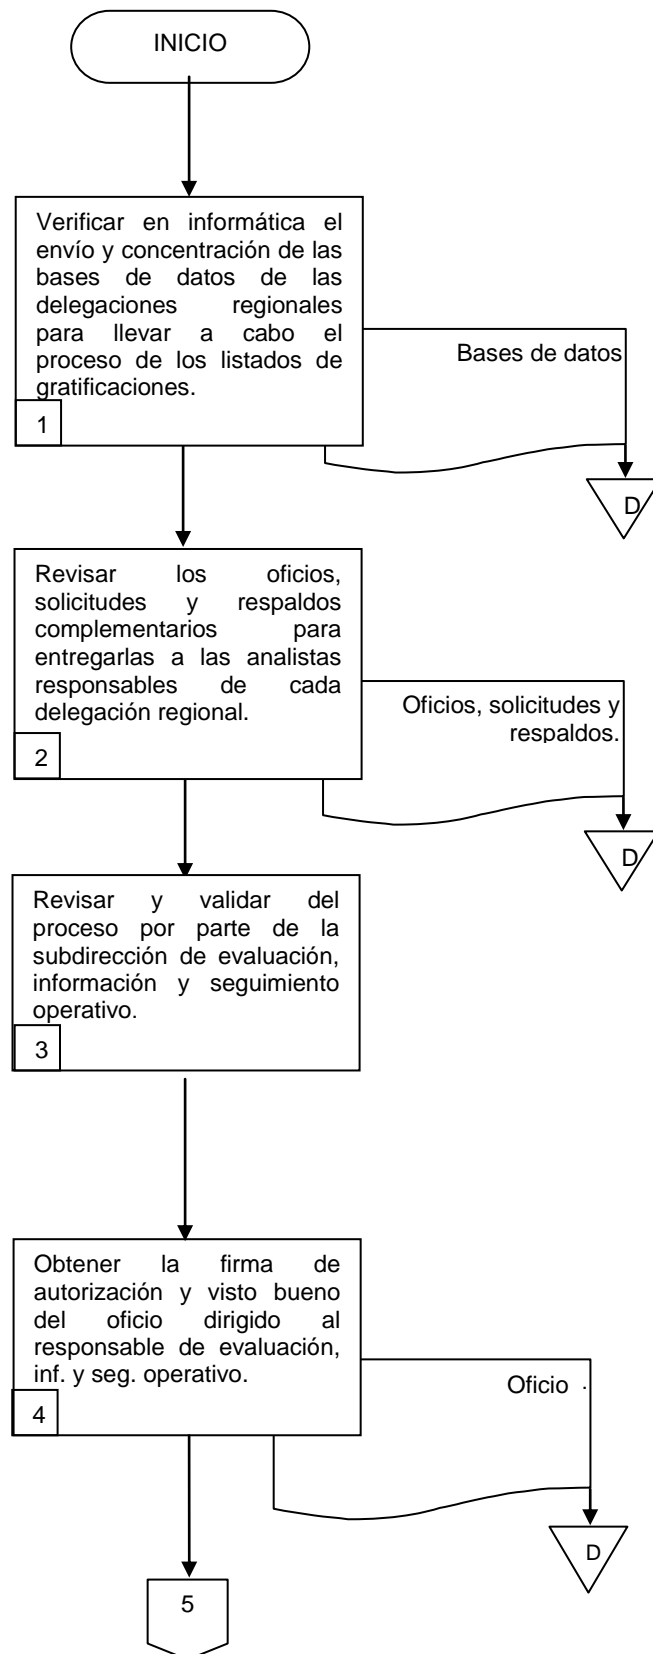 INICIO
Verificar en informática el
envío y concentración de las
bases de datos de las
delegaciones regionales
para llevar a cabo el
proceso de los listados de
gratificaciones.
1
Bases de datos
D
Revisar los oficios,
solicitudes y respaldos
complementarios para
entregarlas a las analistas
responsables de cada
delegación regional.
2
Oficios, solicitudes y
respaldos.
D
Revisar y validar del
proceso por parte de la
subdirección de evaluación,
información y seguimiento
operativo.
3
Obtener la firma de
autorización y visto bueno
del oficio dirigido al
responsable de evaluación,
inf. y seg. operativo.
4
Oficio .
D
5